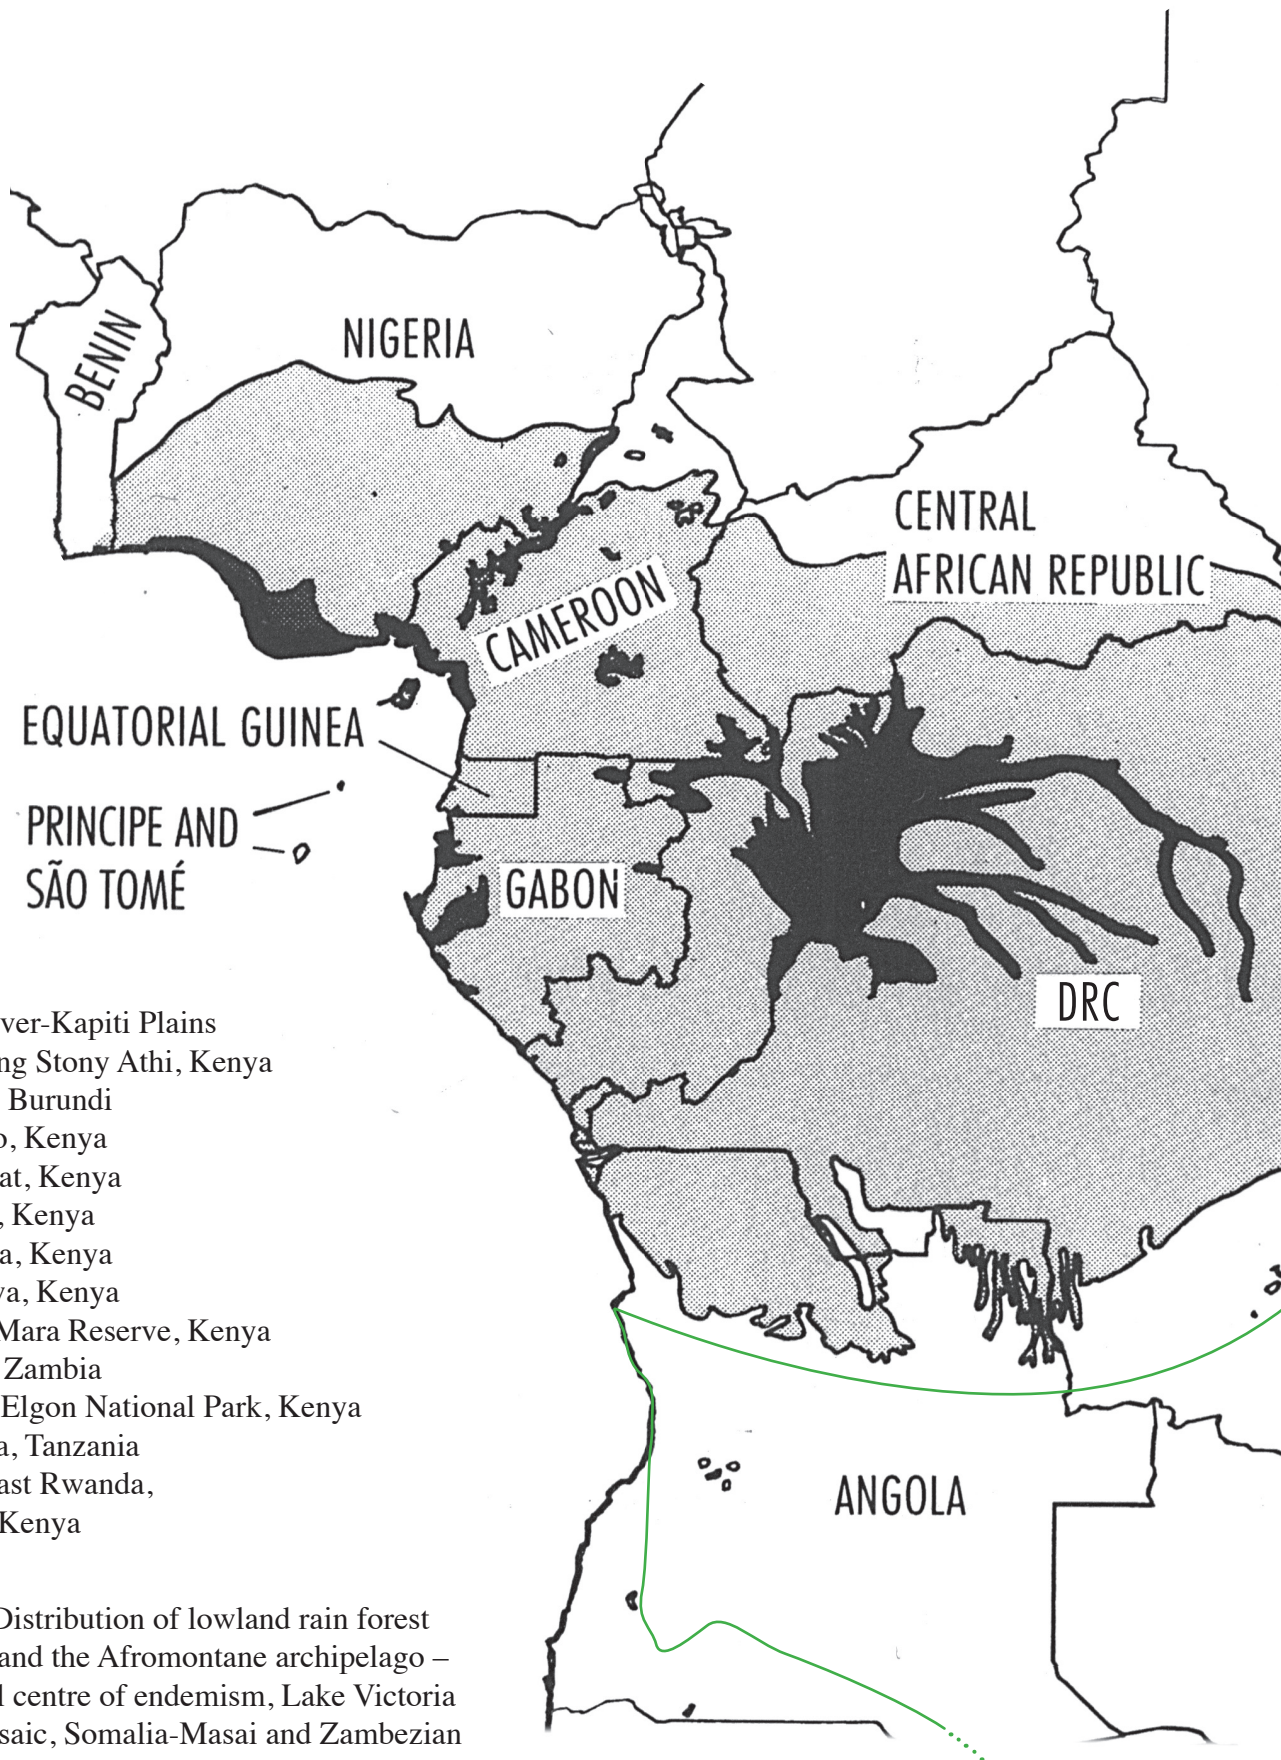 NIGERIA
BENIN
CENTRAL
AFRICAN REPUBLIC
CAMEROON
EQUATORIAL GUINEA
PRINCIPE AND
SÃO TOMÉ
GABON
DRC
ANGOLA
ver-Kapiti Plains
ng Stony Athi, Kenya
Burundi
o, Kenya
at, Kenya
, Kenya
a, Kenya
va, Kenya
Mara Reserve, Kenya
Zambia
Elgon National Park, Kenya
a, Tanzania
ast Rwanda,
Kenya
Distribution of lowland rain forest
and the Afromontane archipelago –
l centre of endemism, Lake Victoria
saic, Somalia-Masai and Zambezian